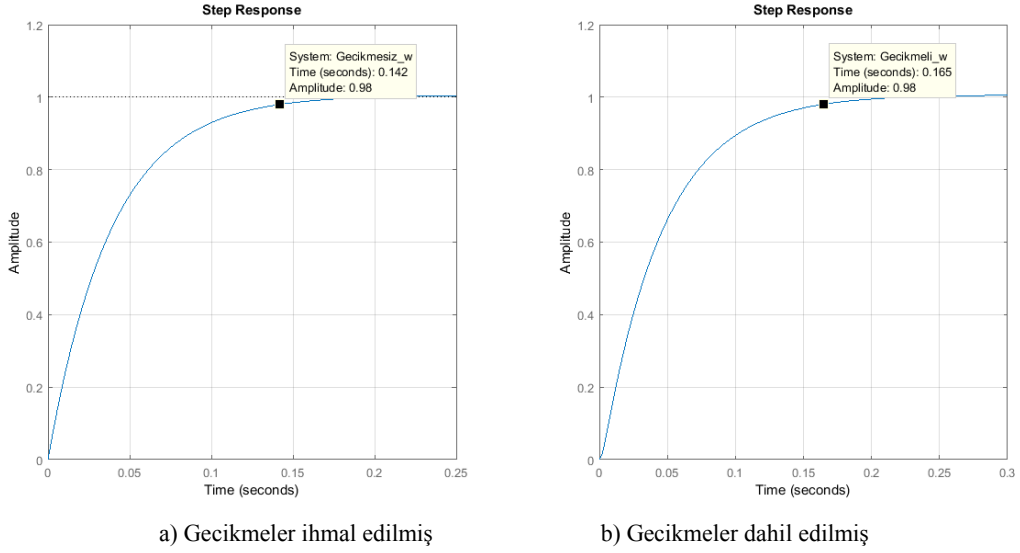 Step Response
1.2
1
0.8
0.6
0.4
0.2
0
Amplitude
System: Gecikmesiz_w
Time (seconds): 0.142
Amplitude: 0.98
0
0.05
0.1
0.15
0.2
0.25
Time (seconds)
a) Gecikmeler ihmal edilmiş
Step Response
1.2
1
0.8
0.6
0.4
0.2
0
Amplitude
System: Gecikmeli_w
Time (seconds): 0.165
Amplitude: 0.98
0
0.05
0.1
0.15
0.2
0.25
0.3
Time (seconds)
b) Gecikmeler dahil edilmiş